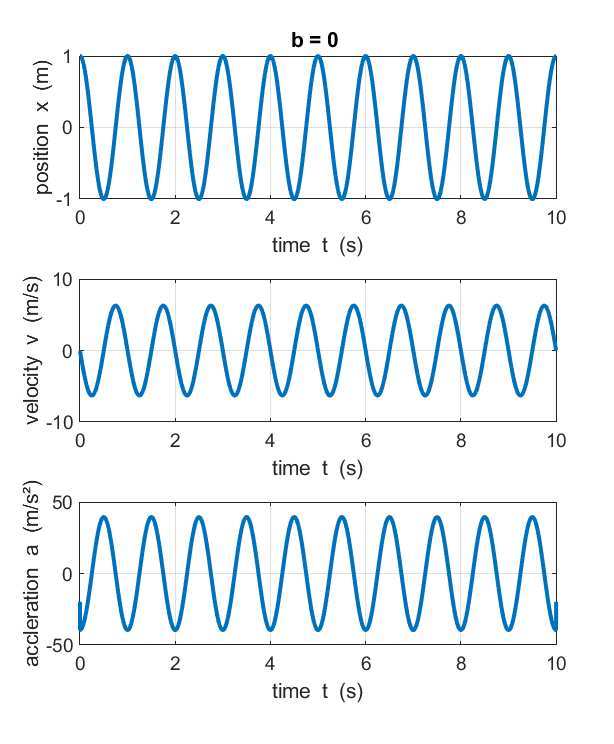 b = 0
1
0
-1
position x (m)
0 2 4 6 8 10
time t (s)
10
0
-10
velocity v (m/s)
0 2 4 6 8 10
time t (s)
50
0
-50
accleration a (m/s²)
0 2 4 6 8 10
time t (s)